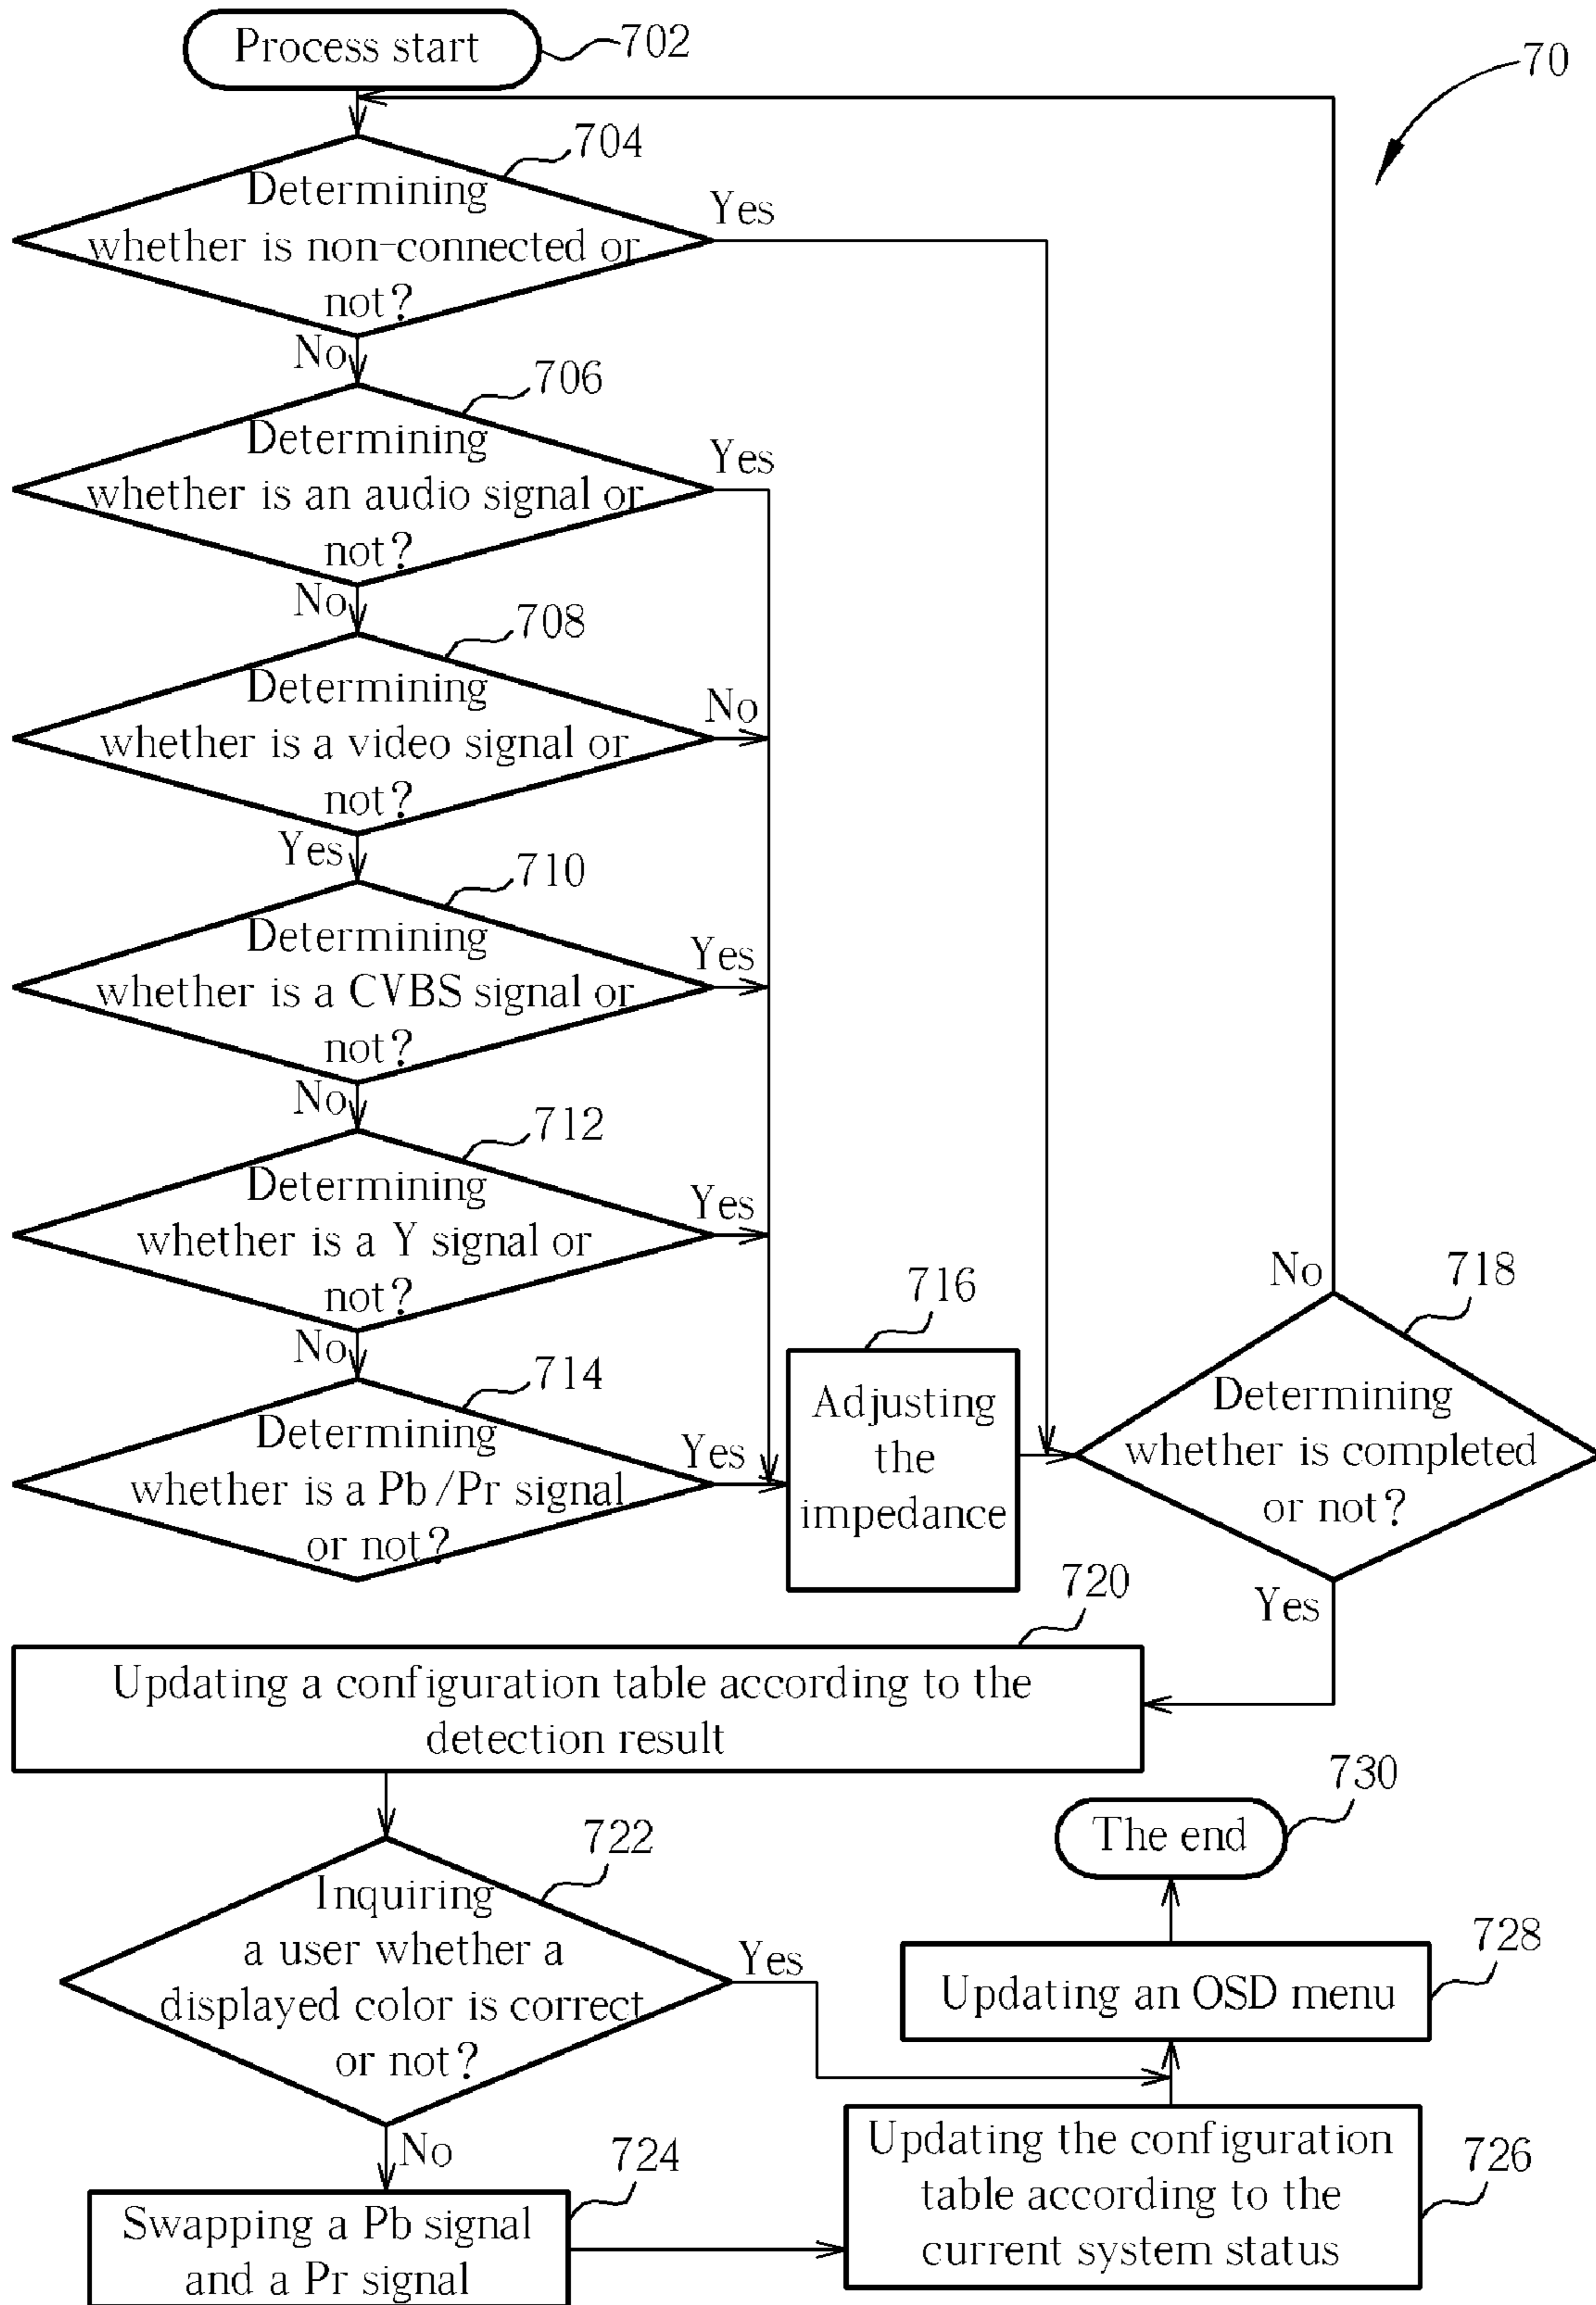 Process start
702
70
704
Determining
whether is non-connected or
not?
Yes
No
706
Determining
whether is an audio signal or
not?
Yes
No
708
Determining
whether is a video signal or
not?
No
Yes
710
Determining
whether is a CVBS signal or
not?
Yes
No
712
Determining
whether is a Y signal or
not?
Yes
No
714
Determining
whether is a Pb/Pr signal
or not?
Yes
716
Adjusting
the
impedance
No
718
Determining
whether is completed
or not?
Yes
720
Updating a configuration table according to the
detection result
722
Inquiring
a user whether a
displayed color is correct
or not?
Yes
No
724
Swapping a Pb signal
and a Pr signal
Updating the configuration
table according to the
current system status
726
Updating an OSD menu
728
The end
730